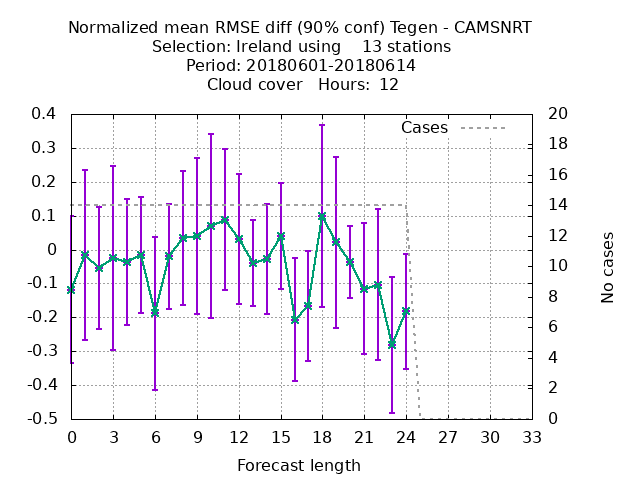 Normalized mean RMSE diff (90% conf) Tegen - CAMSNRT
Selection: Ireland using    13 stations
Period: 20180601-20180614
Cloud cover   Hours:  12
Cases
0.4
0.3
0.2
0.1
0
-0.1
-0.2
-0.3
-0.4
-0.5
20
18
16
14
12
10
8
6
4
2
0
No cases
0 3 6 9 12 15 18 21 24 27 30 33
Forecast length